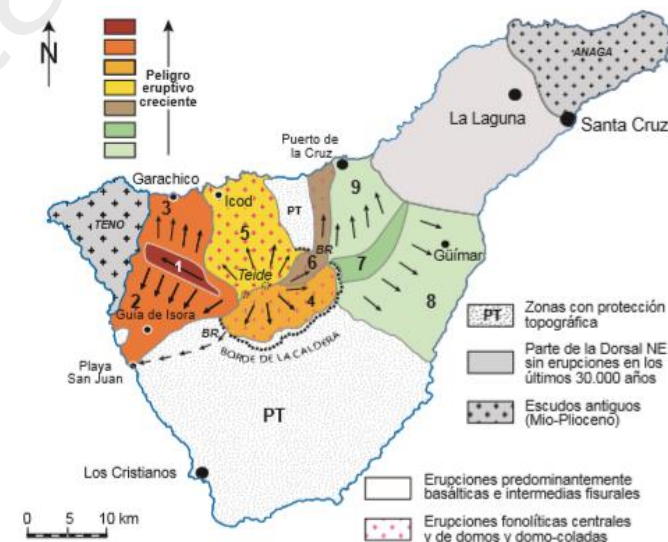 N
Peligro
eruptivo
creciente
ANAGA
La Laguna
Santa Cruz
Puerto de
la Cruz
Garachico
Icod
TENO
3
5
PT
9
BR
6
7
Güímar
1
Teide
2
4
8
Guía de Isora
BR
BORDE DE LA CALDERA
Playa
San Juan
PT
Los Cristianos
0 5 10 km
PT Zonas con protección
topográfica
Parte de la Dorsal NE
sin erupciones en los
últimos 30.000 años
Escudos antiguos
(Mio-Plioceno)
Erupciones predominantemente
basálticas e intermedias fisurales
Erupciones fonolíticas centrales
y de domos y domo-coladas